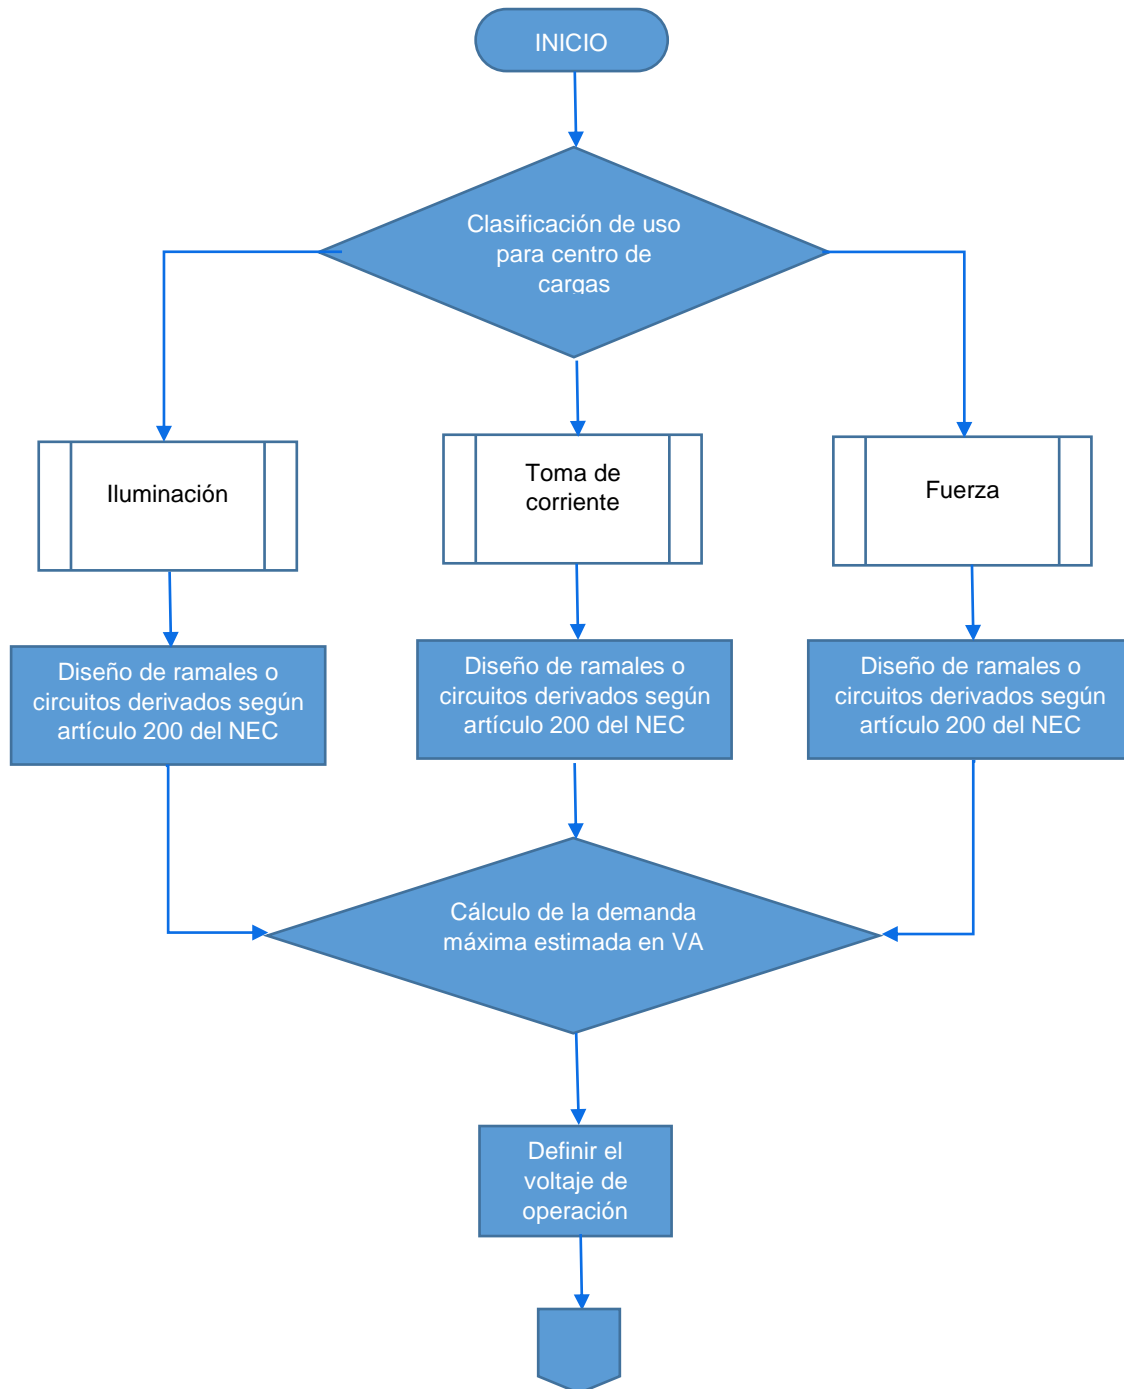 INICIO
Clasificación de uso
para centro de
cargas
Iluminación
Toma de
corriente
Fuerza
Diseño de ramales o
circuitos derivados según
artículo 200 del NEC
Diseño de ramales o
circuitos derivados según
artículo 200 del NEC
Diseño de ramales o
circuitos derivados según
artículo 200 del NEC
Cálculo de la demanda
máxima estimada en VA
Definir el
voltaje de
operación